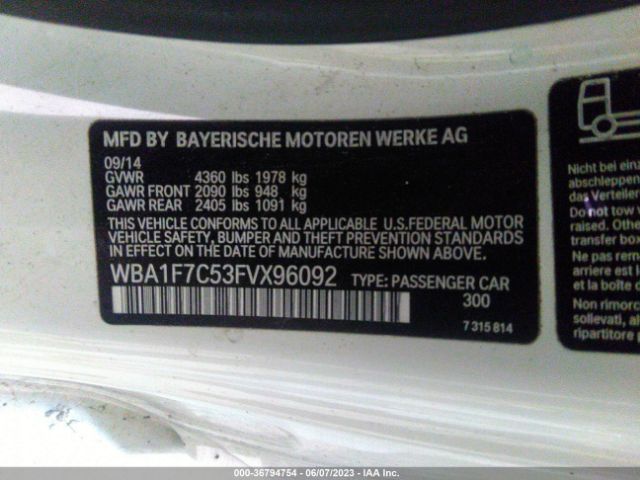 MFD BY BAYERISCHE MOTOREN WERKE AG
09/14
GVWR 4360 lbs 1978 kg
GAWR FRONT 2090 lbs 948 kg
GAWR REAR 2405 lbs 1091 kg
THIS VEHICLE CONFORMS TO ALL APPLICABLE U.S.FEDERAL MOTOR
VEHICLE SAFETY, BUMPER AND THEFT PREVENTION STANDARDS
IN EFFECT ON THE DATE OF MANUFACTURE SHOWN ABOVE.
WBA1F7C53FVX96092 TYPE: PASSENGER CAR
300
7 315 814
Nicht bei einz
abschleppen
das Verteiler
Do not tow
raised. Othe
transfer box
Ne pas rem
arrière est
et la boîte
Non rimor
sollevati, al
ripartitore p
000-36794754 / 06/07/2023 - IAA Inc.